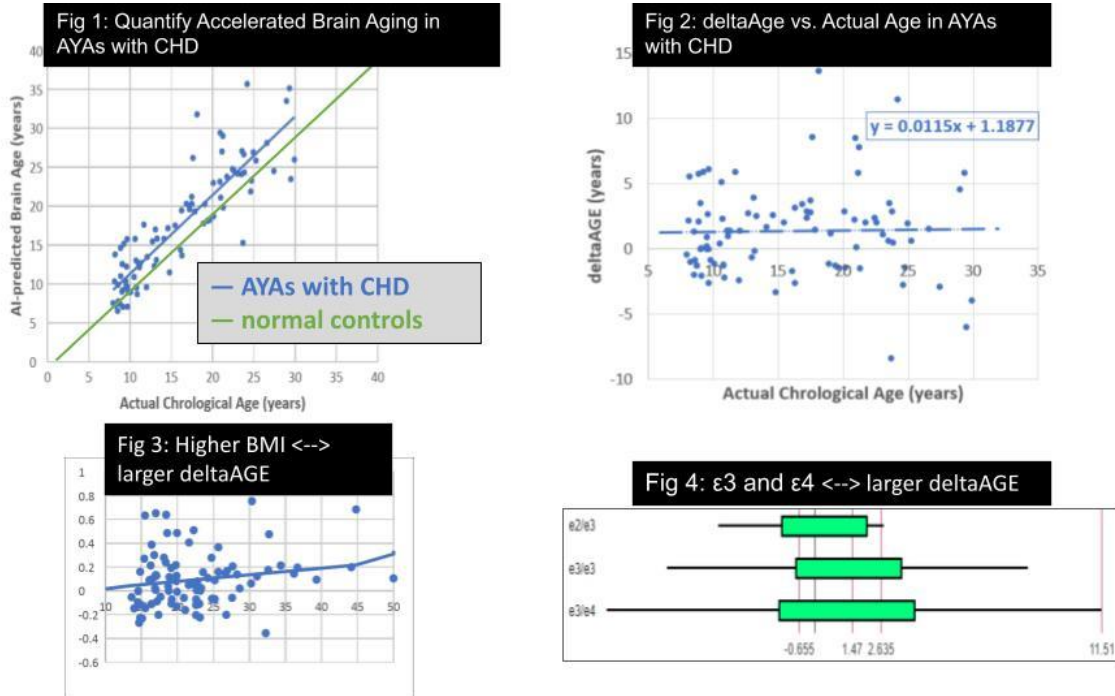 Fig 1: Quantify Accelerated Brain Aging in
AYAs with CHD
40
35
30
25
20
15
10
5
0
AI-predicted Brain Age (years)
0 5 10 15 20 25 30 35 40
Actual Chrological Age (years)
— AYAs with CHD
— normal controls
Fig 2: deltaAge vs. Actual Age in AYAs
with CHD
15
10
5
0
-5
-10
deltaAGE (years)
5 10 15 20 25 30 35
y = 0.0115x + 1.1877
Actual Chrological Age (years)
Fig 3: Higher BMI <-->
larger deltaAGE
1
0.8
0.6
0.4
0.2
0
-0.2
-0.4
-0.6
10 15 20 25 30 35 40 45 50
Fig 4: ε3 and ε4 <--> larger deltaAGE
e2/e3
e3/e3
e3/e4
-0.655 1.47 2.635 11.51